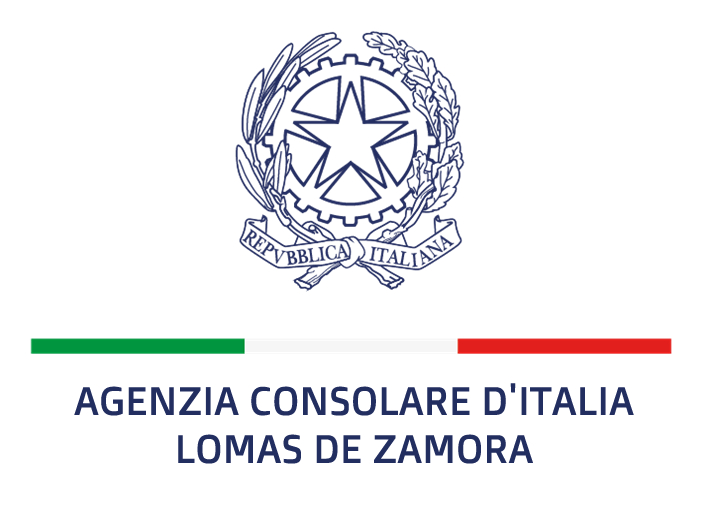 REPVBBLICA ITALIANA
AGENZIA CONSOLARE D'ITALIA
LOMAS DE ZAMORA